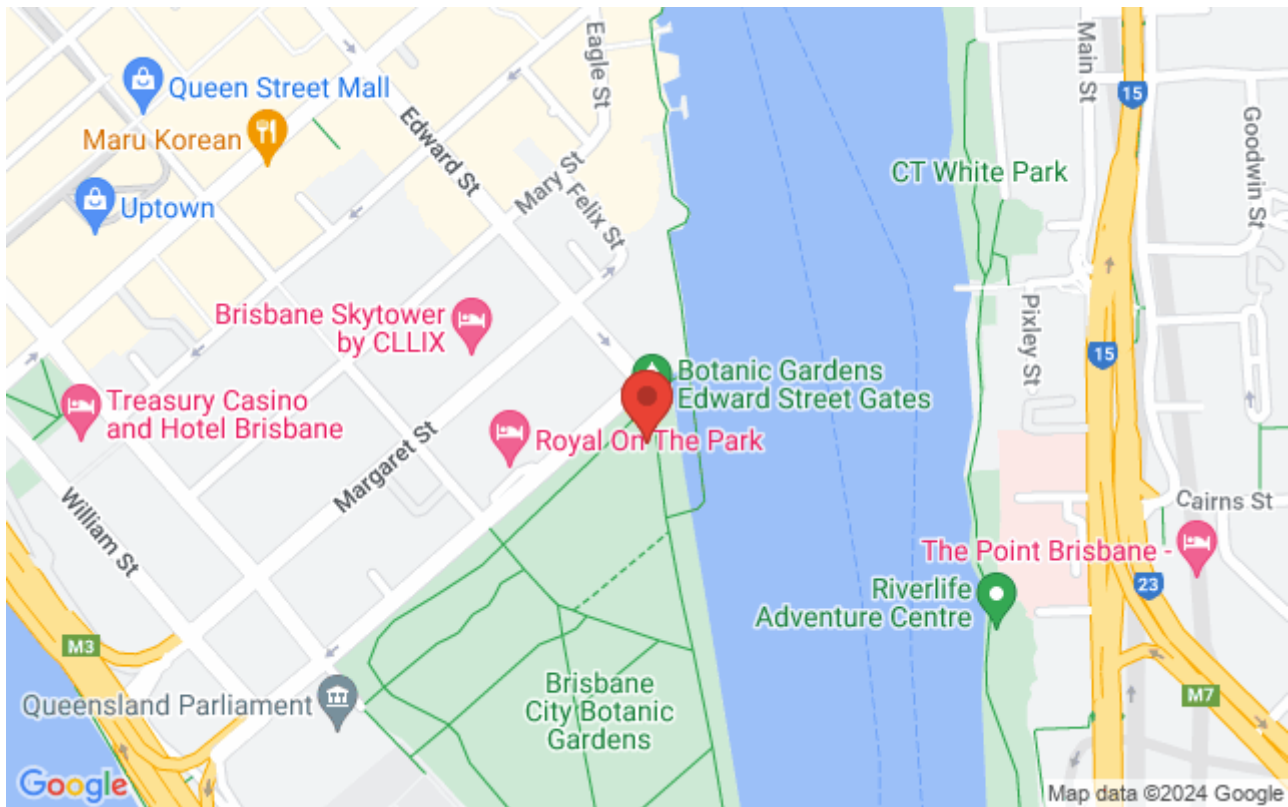 Eagle St
Main St
15
Queen Street Mall
Edward St
Goodwin St
Maru Korean
Mary St
CT White Park
Uptown
Felix St
Brisbane Skytower
by CLLIX
Pixley St
15
Botanic Gardens
Edward Street Gates
Treasury Casino
and Hotel Brisbane
Royal On The Park
Margaret St
William St
Cairns St
The Point Brisbane -
Riverlife
Adventure Centre
23
M3
Brisbane
City Botanic
Gardens
Queensland Parliament
M7
Google
Map data ©2024 Google